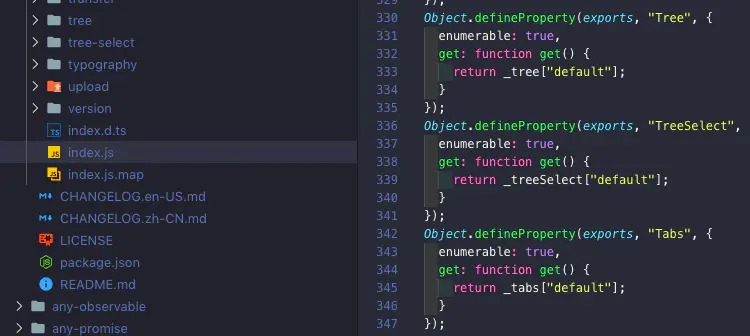 transfer
tree
tree-select
typography
upload
version
index.d.ts
index.js
index.js.map
CHANGELOG.en-US.md
CHANGELOG.zh-CN.md
LICENSE
package.json
README.md
any-observable
any-promise
329 });
330 Object.defineProperty(exports, "Tree", {
331 enumerable: true,
332 get: function get() {
333 return _tree["default"];
334 }
335 });
336 Object.defineProperty(exports, "TreeSelect",
337 enumerable: true,
338 get: function get() {
339 return _treeSelect["default"];
340 }
341 });
342 Object.defineProperty(exports, "Tabs", {
343 enumerable: true,
344 get: function get() {
345 return _tabs["default"];
346 }
347 });